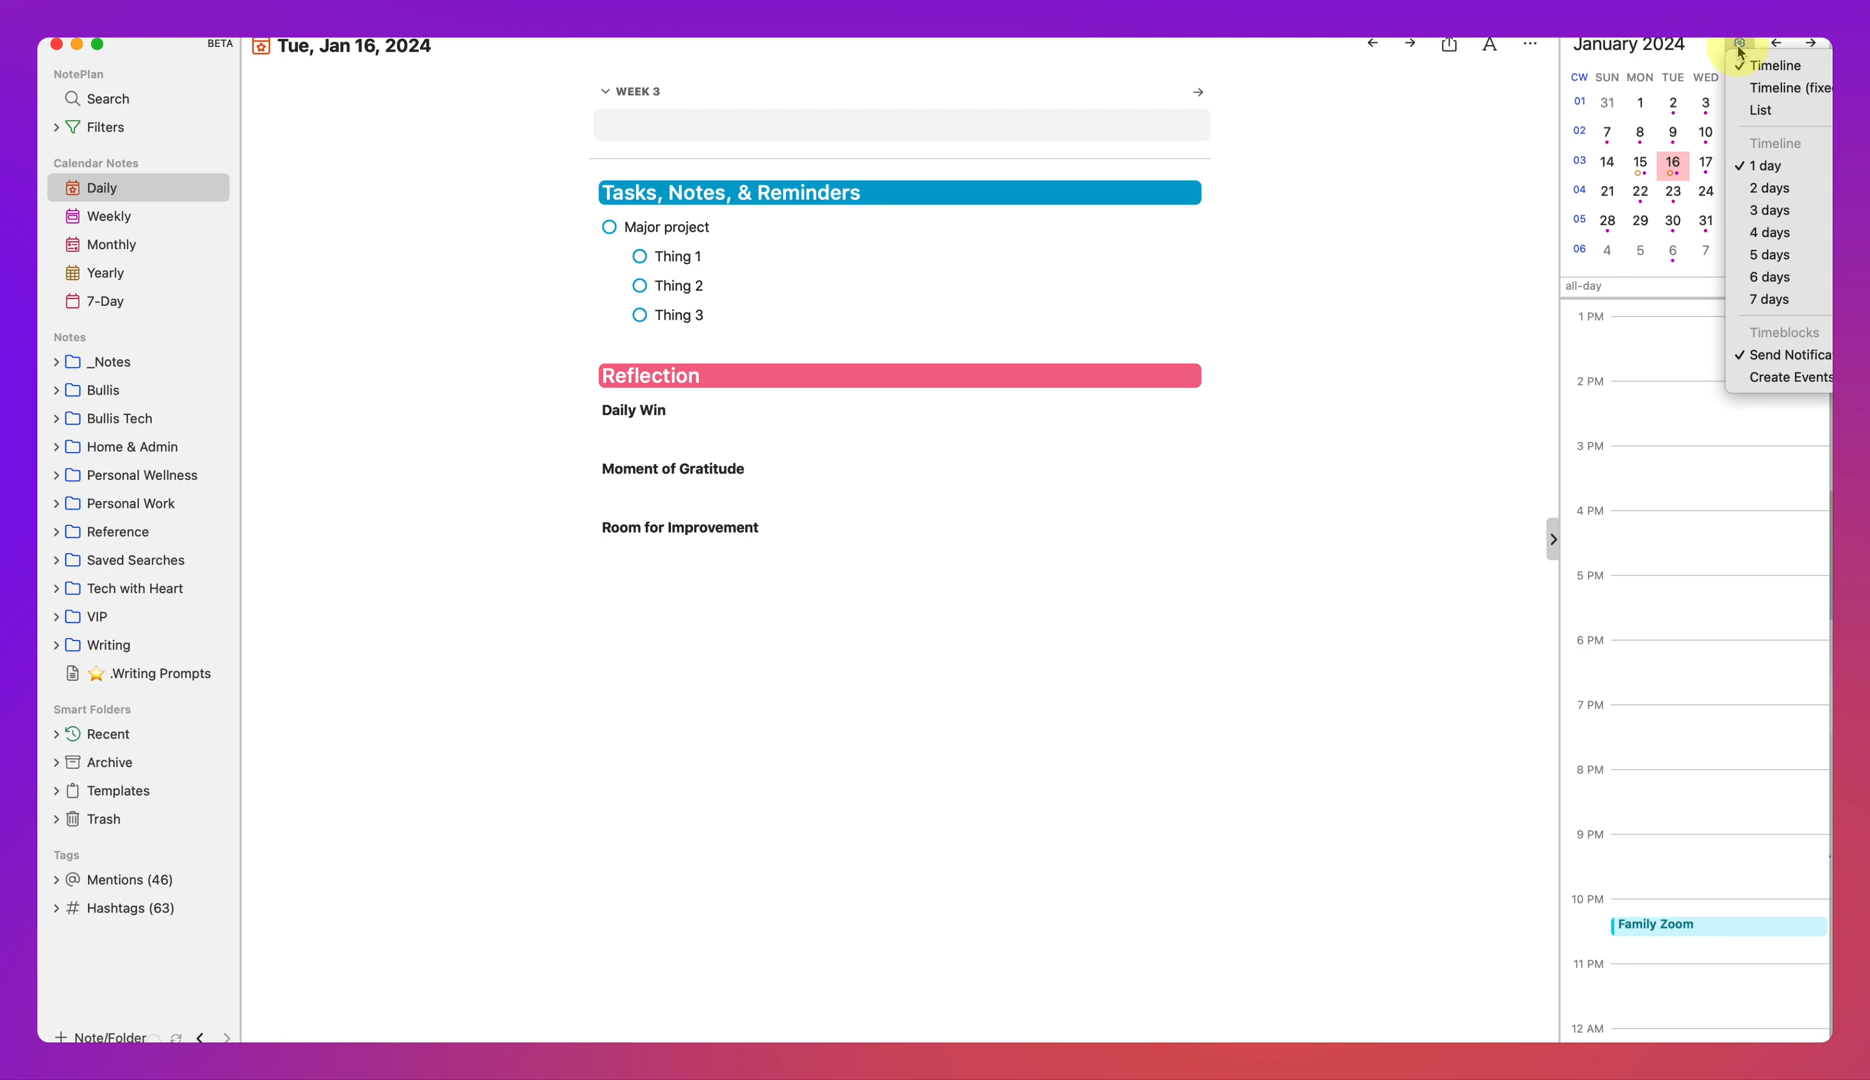 BETA
NotePlan
Search
Filters
Calendar Notes
Daily
Weekly
Monthly
Yearly
7-Day
Notes
_Notes
Bullis
Bullis Tech
Home & Admin
Personal Wellness
Personal Work
Reference
Saved Searches
Tech with Heart
VIP
Writing
⭐ .Writing Prompts
Smart Folders
Recent
Archive
Templates
Trash
Tags
@ Mentions (46)
# Hashtags (63)
+ Note/Folder
Tue, Jan 16, 2024
WEEK 3
Tasks, Notes, & Reminders
Major project
Thing 1
Thing 2
Thing 3
Reflection
Daily Win
Moment of Gratitude
Room for Improvement
January 2024
CW SUN MON TUE WED
01 31 1 2 3
02 7 8 9 10
03 14 15 16 17
04 21 22 23 24
05 28 29 30 31
06 4 5 6 7
all-day
1 PM
2 PM
3 PM
4 PM
5 PM
6 PM
7 PM
8 PM
9 PM
10 PM
Family Zoom
11 PM
12 AM
✓ Timeline
Timeline (fixe
List
Timeline
✓ 1 day
2 days
3 days
4 days
5 days
6 days
7 days
Timeblocks
✓ Send Notifica
Create Events